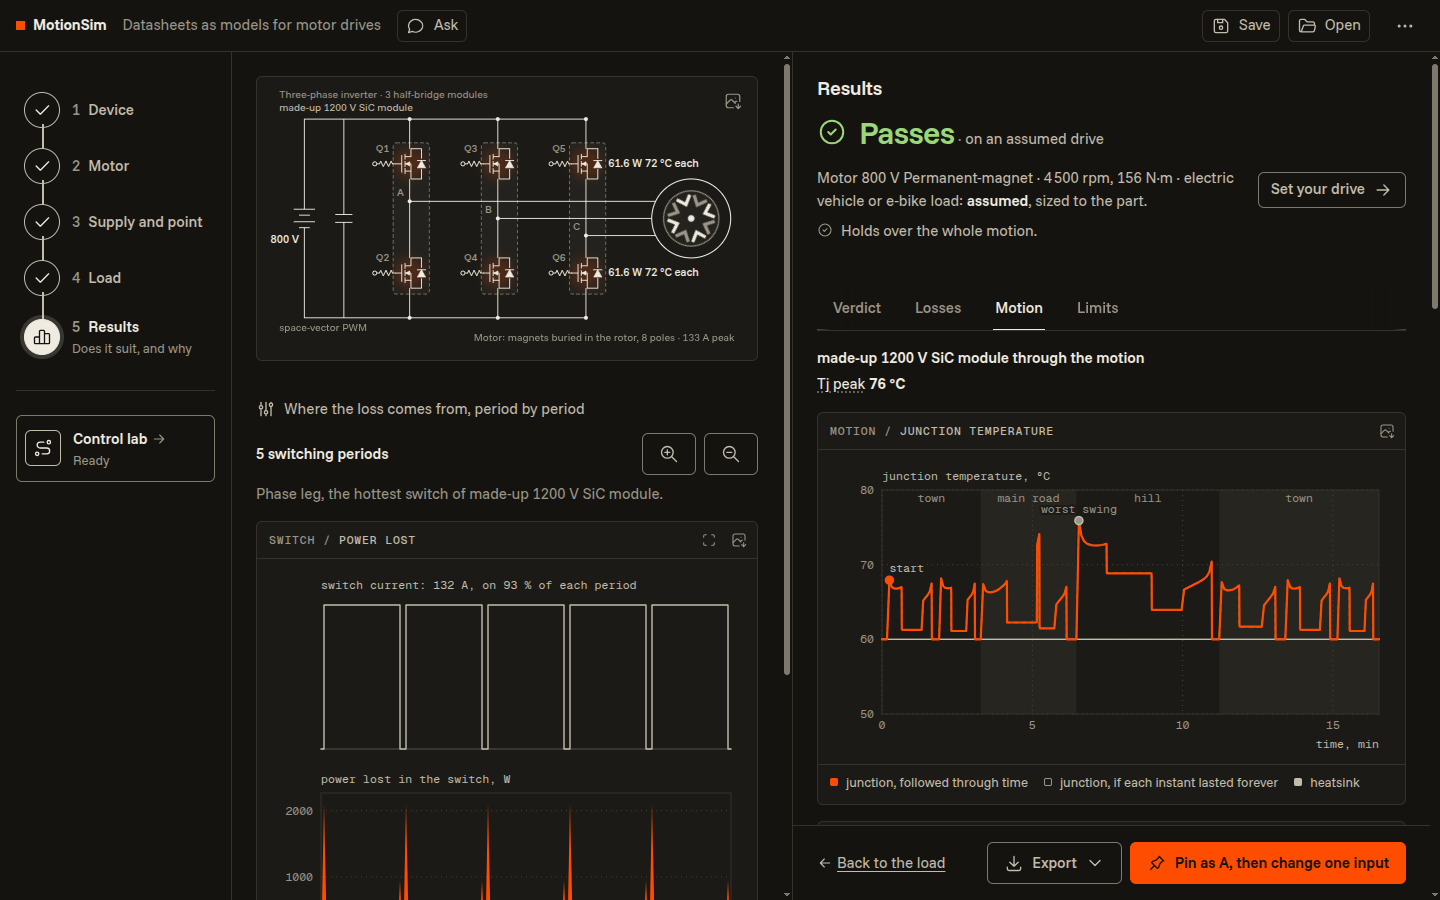 MotionSim Datasheets as models for motor drives Ask Save Open
1 Device
2 Motor
3 Supply and point
4 Load
5 Results
Does it suit, and why
Control lab
Ready
Three-phase inverter · 3 half-bridge modules
made-up 1200 V SiC module
Q1 Q3 Q5
61.6 W 72 °C each
A
B
C
800 V
Q2 Q4 Q6
61.6 W 72 °C each
space-vector PWM
Motor: magnets buried in the rotor, 8 poles · 133 A peak
Where the loss comes from, period by period
5 switching periods
Phase leg, the hottest switch of made-up 1200 V SiC module.
SWITCH / POWER LOST
switch current: 132 A, on 93 % of each period
power lost in the switch, W
2000
1000
Results
Passes · on an assumed drive
Motor 800 V Permanent-magnet · 4500 rpm, 156 N·m · electric
vehicle or e-bike load: assumed, sized to the part.
Set your drive
Holds over the whole motion.
Verdict Losses Motion Limits
made-up 1200 V SiC module through the motion
Tj peak 76 °C
MOTION / JUNCTION TEMPERATURE
junction temperature, °C
80
town main road hill town
worst swing
70
start
60
50
0 5 10 15
time, min
junction, followed through time junction, if each instant lasted forever heatsink
Back to the load Export Pin as A, then change one input